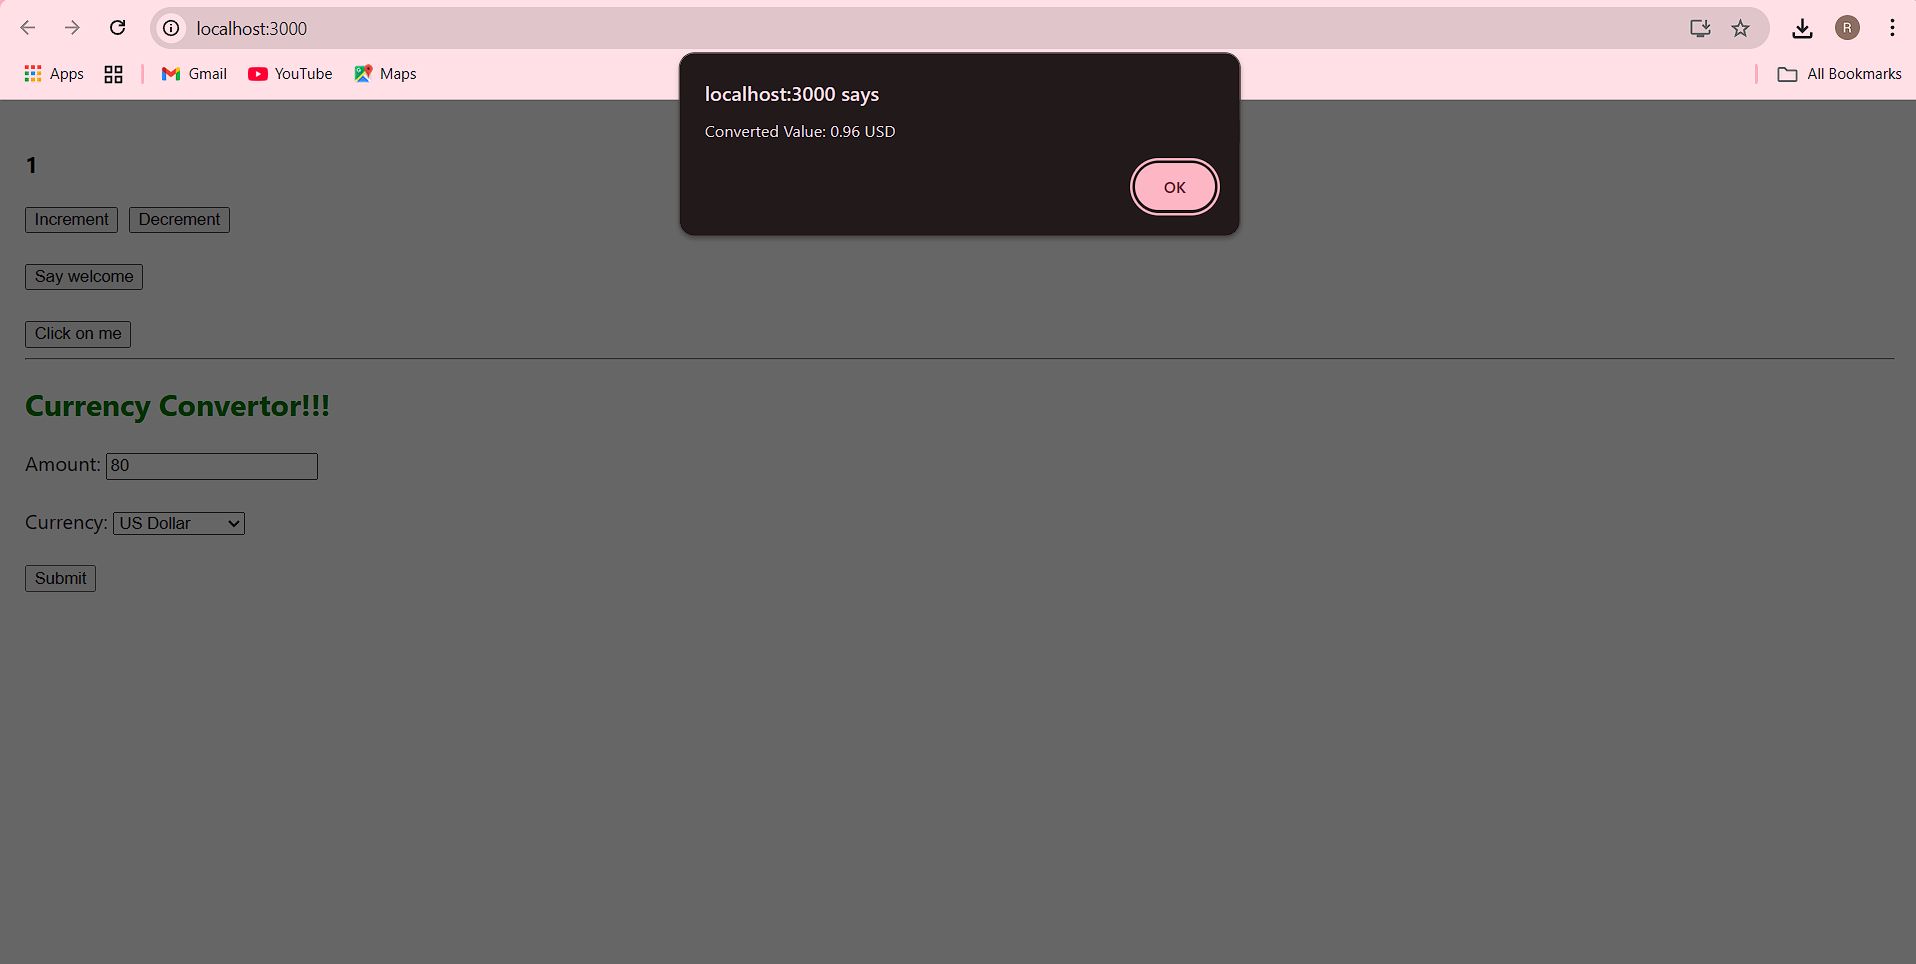 localhost:3000
R
Apps
Gmail
YouTube
Maps
All Bookmarks
localhost:3000 says
Converted Value: 0.96 USD
OK
1
Increment Decrement
Say welcome
Click on me
Currency Convertor!!!
Amount: 80
Currency: US Dollar
Submit